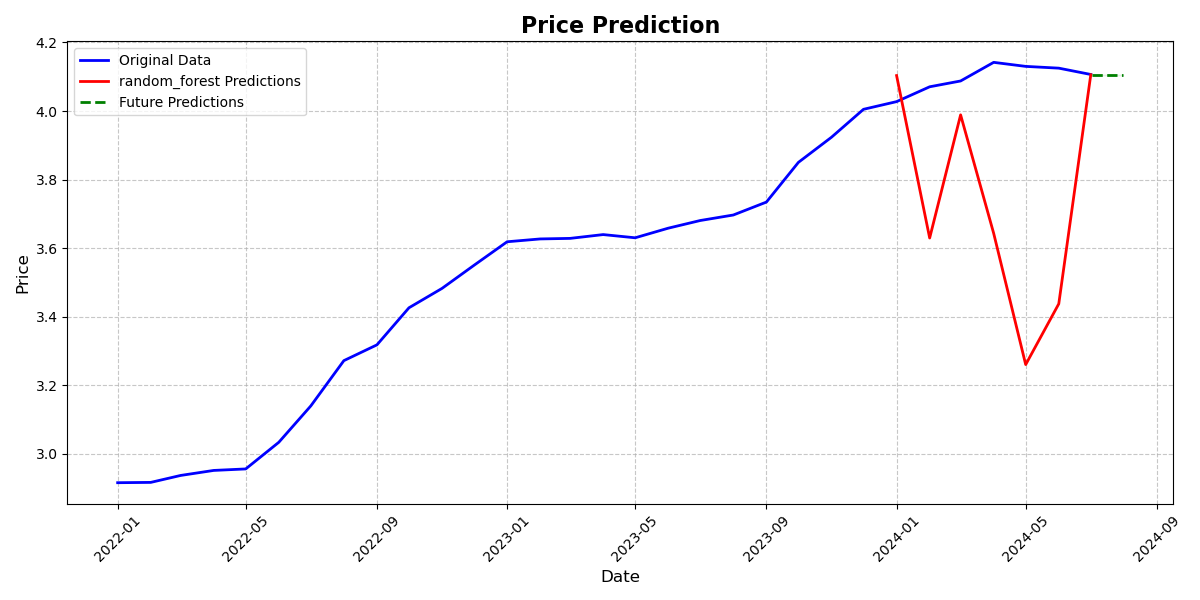 Price Prediction
Original Data
random_forest Predictions
Future Predictions
Price
4.2
4.0
3.8
3.6
3.4
3.2
3.0
2022-01
2022-05
2022-09
2023-01
2023-05
2023-09
2024-01
2024-05
2024-09
Date